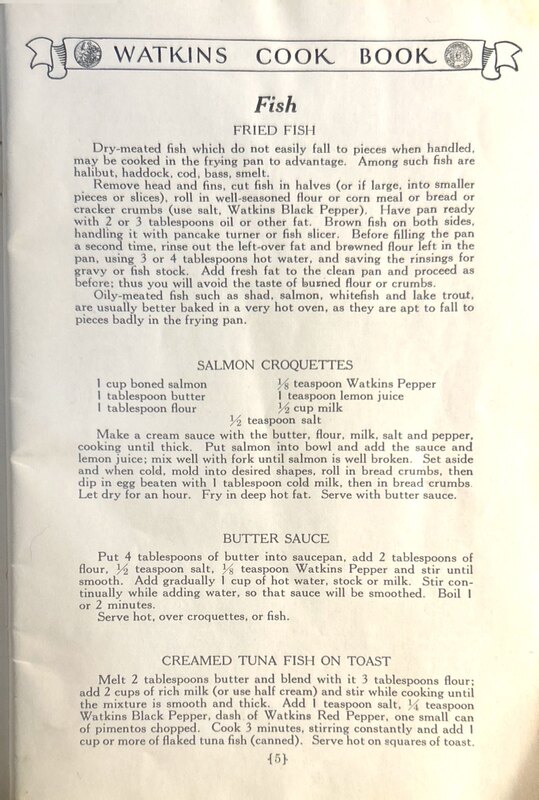 WATKINS COOK BOOK
Fish
FRIED FISH
Dry-meated fish which do not easily fall to pieces when handled,
may be cooked in the frying pan to advantage. Among such fish are
halibut, haddock, cod, bass, smelt.
Remove head and fins, cut fish in halves (or if large, into smaller
pieces or slices), roll in well-seasoned flour or corn meal or bread or
cracker crumbs (use salt, Watkins Black Pepper). Have pan ready
with 2 or 3 tablespoons oil or other fat. Brown fish on both sides,
handling it with pancake turner or fish slicer. Before filling the pan
a second time, rinse out the left-over fat and browned flour left in the
pan, using 3 or 4 tablespoons hot water, and saving the rinsings for
gravy or fish stock. Add fresh fat to the clean pan and proceed as
before; thus you will avoid the taste of burned flour or crumbs.
Oily-meated fish such as shad, salmon, whitefish and lake trout,
are usually better baked in a very hot oven, as they are apt to fall to
pieces badly in the frying pan.
SALMON CROQUETTES
1 cup boned salmon
1 tablespoon butter
1 tablespoon flour
⅛ teaspoon Watkins Pepper
1 teaspoon lemon juice
½ cup milk
½ teaspoon salt
Make a cream sauce with the butter, flour, milk, salt and pepper,
cooking until thick. Put salmon into bowl and add the sauce and
lemon juice; mix well with fork until salmon is well broken. Set aside
and when cold, mold into desired shapes, roll in bread crumbs, then
dip in egg beaten with 1 tablespoon cold milk, then in bread crumbs
Let dry for an hour. Fry in deep hot fat. Serve with butter sauce.
BUTTER SAUCE
Put 4 tablespoons of butter into saucepan, add 2 tablespoons of
flour, ½ teaspoon salt, ⅛ teaspoon Watkins Pepper and stir until
smooth. Add gradually 1 cup of hot water, stock or milk. Stir con-
tinually while adding water, so that sauce will be smoothed. Boil 1
or 2 minutes.
Serve hot, over croquettes, or fish.
CREAMED TUNA FISH ON TOAST
Melt 2 tablespoons butter and blend with it 3 tablespoons flour;
add 2 cups of rich milk (or use half cream) and stir while cooking until
the mixture is smooth and thick. Add 1 teaspoon salt, ¼ teaspoon
Watkins Black Pepper, dash of Watkins Red Pepper, one small can
of pimentos chopped. Cook 3 minutes, stirring constantly and add 1
cup or more of flaked tuna fish (canned). Serve hot on squares of toast.
{5}